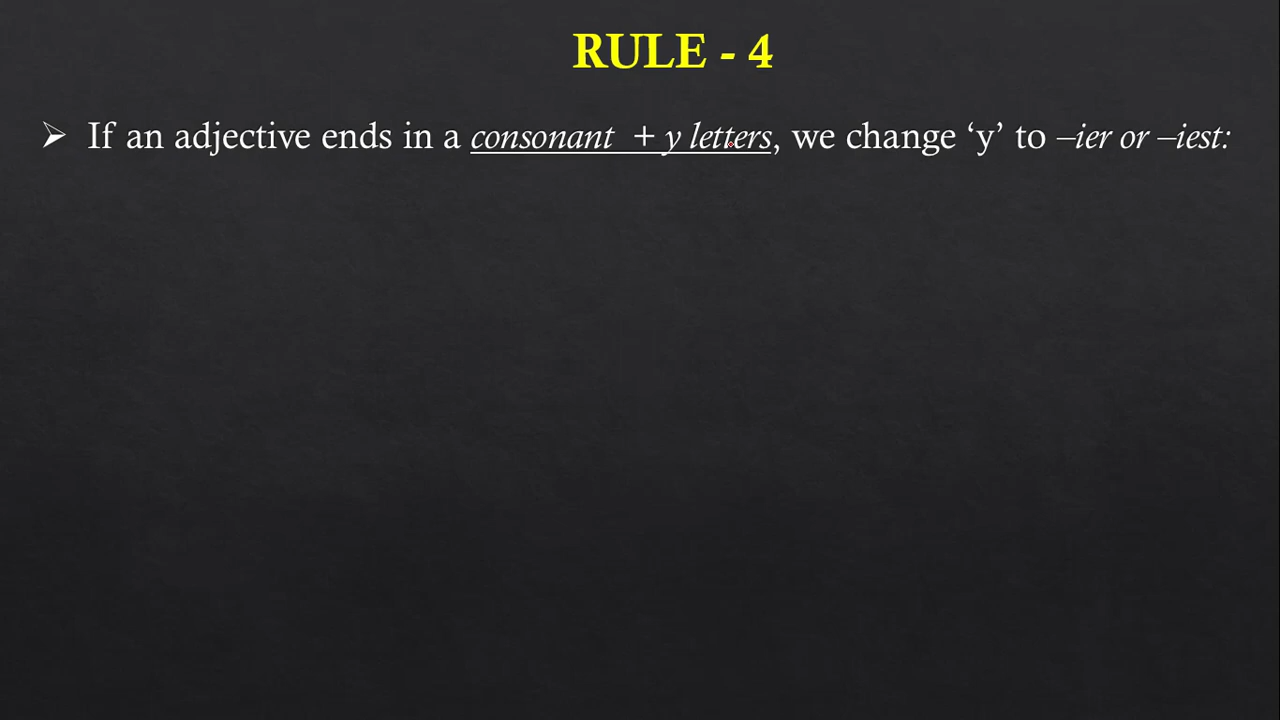 RULE - 4
➢ If an adjective ends in a consonant + y letters, we change ‘y’ to –ier or –iest: